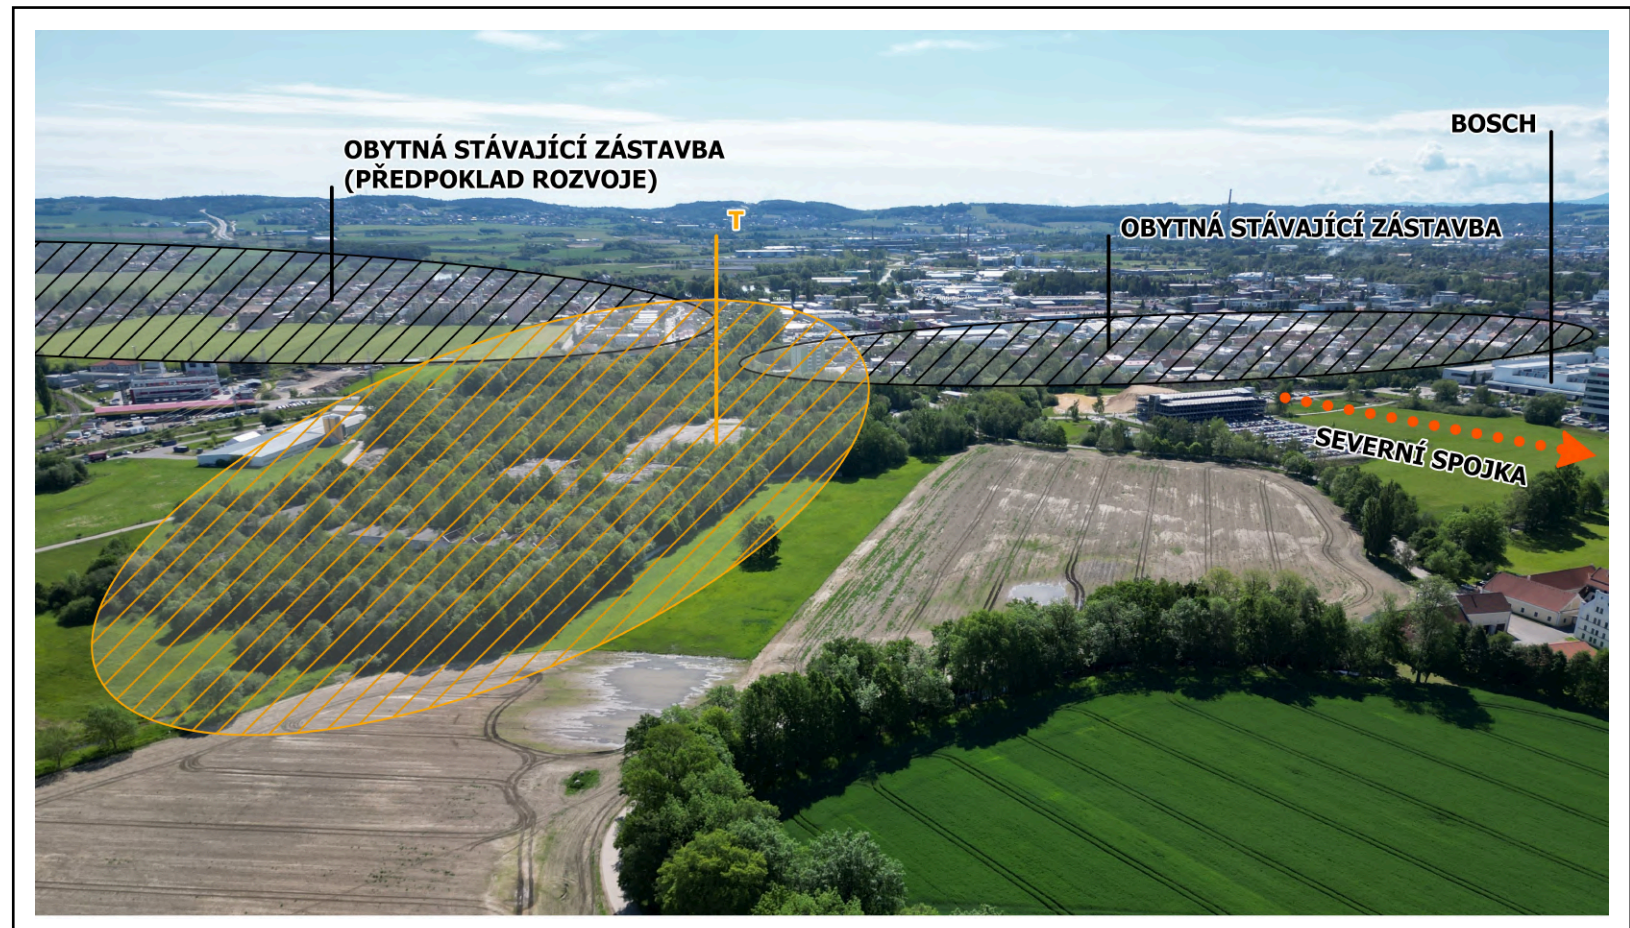 BOSCH
OBYTNÁ STÁVAJÍCÍ ZÁSTAVBA
(PŘEDPOKLAD ROZVOJE)
T
OBYTNÁ STÁVAJÍCÍ ZÁSTAVBA
SEVERNÍ SPOJKA